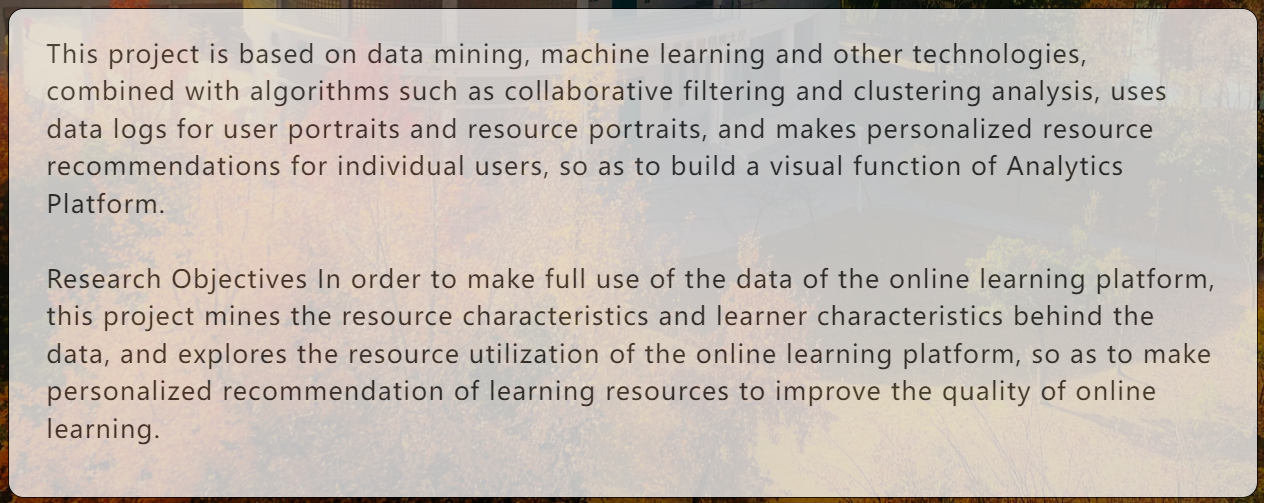 This project is based on data mining, machine learning and other technologies,
combined with algorithms such as collaborative filtering and clustering analysis, uses
data logs for user portraits and resource portraits, and makes personalized resource
recommendations for individual users, so as to build a visual function of Analytics
Platform.
Research Objectives In order to make full use of the data of the online learning platform,
this project mines the resource characteristics and learner characteristics behind the
data, and explores the resource utilization of the online learning platform, so as to make
personalized recommendation of learning resources to improve the quality of online
learning.